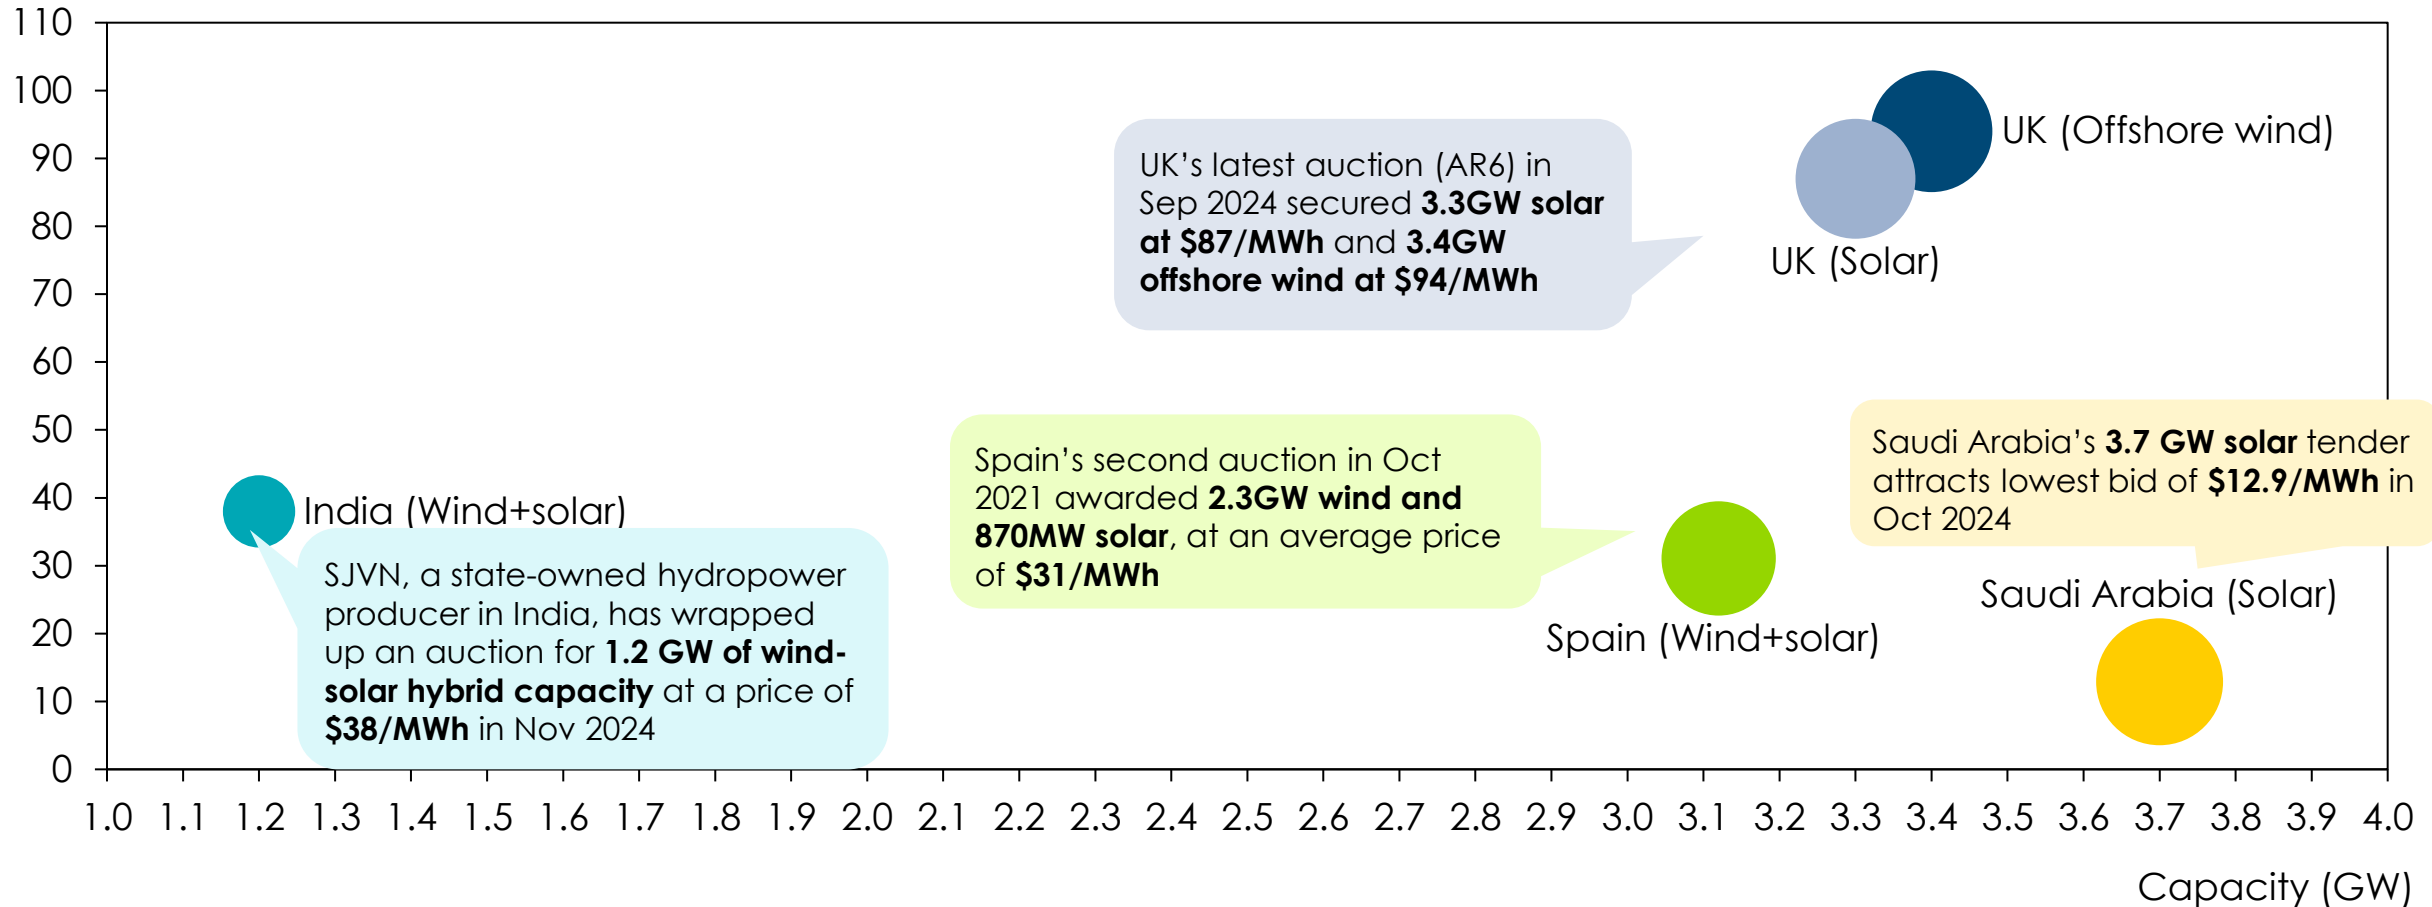 110
100
90
80
70
60
50
40
30
20
10
0
UK (Offshore wind)
UK’s latest auction (AR6) in
Sep 2024 secured 3.3GW solar
at $87/MWh and 3.4GW
offshore wind at $94/MWh
UK (Solar)
Spain’s second auction in Oct
2021 awarded 2.3GW wind and
870MW solar, at an average price
of $31/MWh
Saudi Arabia’s 3.7 GW solar tender
attracts lowest bid of $12.9/MWh in
Oct 2024
India (Wind+solar)
SJVN, a state-owned hydropower
producer in India, has wrapped
up an auction for 1.2 GW of wind-
solar hybrid capacity at a price of
$38/MWh in Nov 2024
Saudi Arabia (Solar)
Spain (Wind+solar)
1.0 1.1 1.2 1.3 1.4 1.5 1.6 1.7 1.8 1.9 2.0 2.1 2.2 2.3 2.4 2.5 2.6 2.7 2.8 2.9 3.0 3.1 3.2 3.3 3.4 3.5 3.6 3.7 3.8 3.9 4.0
Capacity (GW)